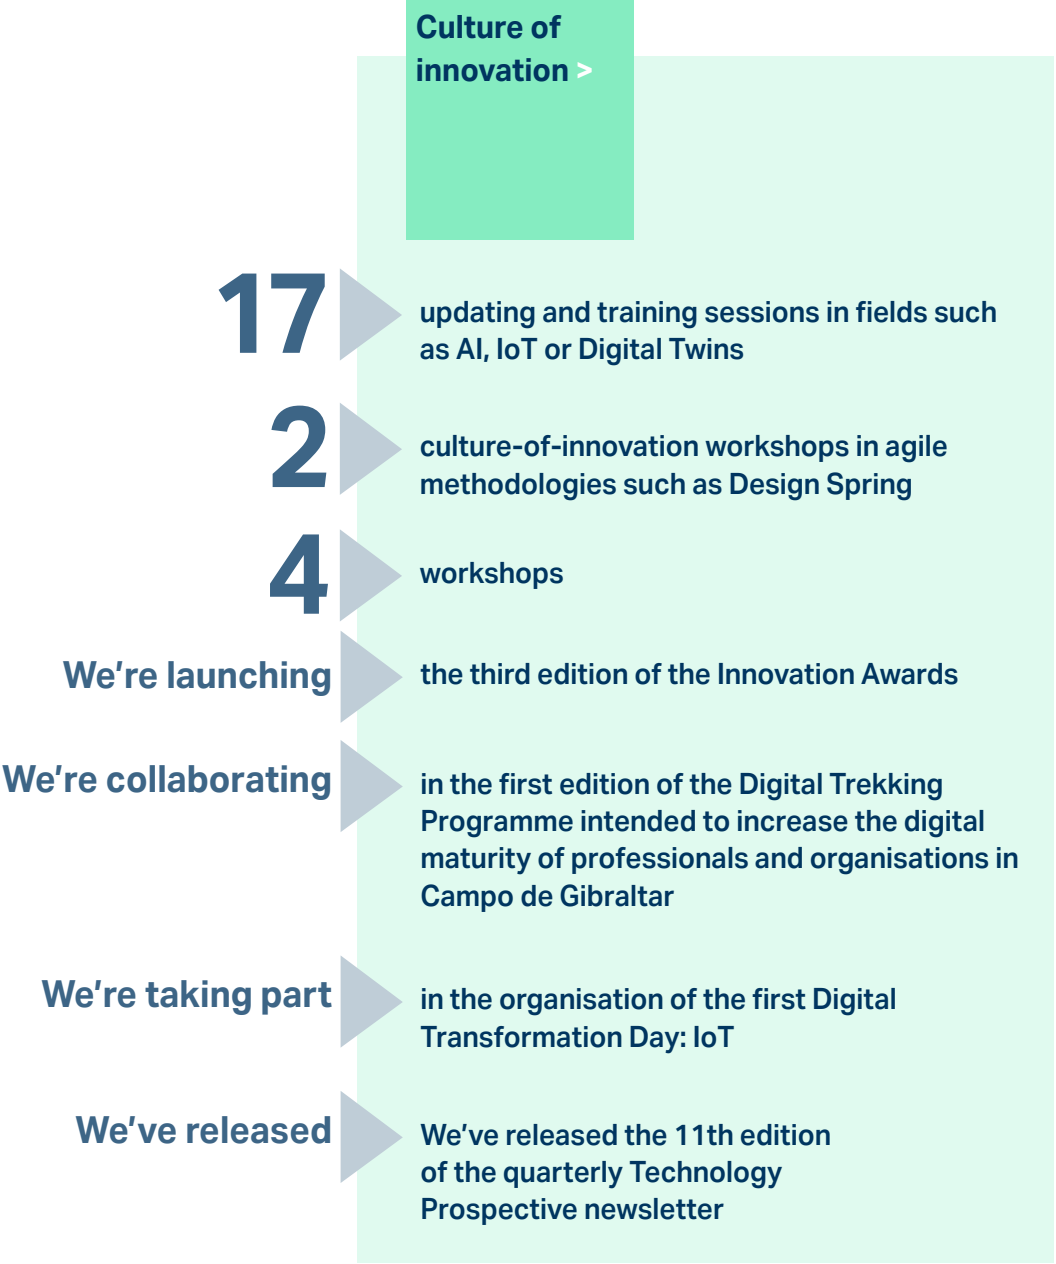 Culture of
innovation >
17
updating and training sessions in fields such
as AI, IoT or Digital Twins
2
culture-of-innovation workshops in agile
methodologies such as Design Spring
4
workshops
We're launching
the third edition of the Innovation Awards
We're collaborating
in the first edition of the Digital Trekking
Programme intended to increase the digital
maturity of professionals and organisations in
Campo de Gibraltar
We're taking part
in the organisation of the first Digital
Transformation Day: IoT
We've released
We've released the 11th edition
of the quarterly Technology
Prospective newsletter